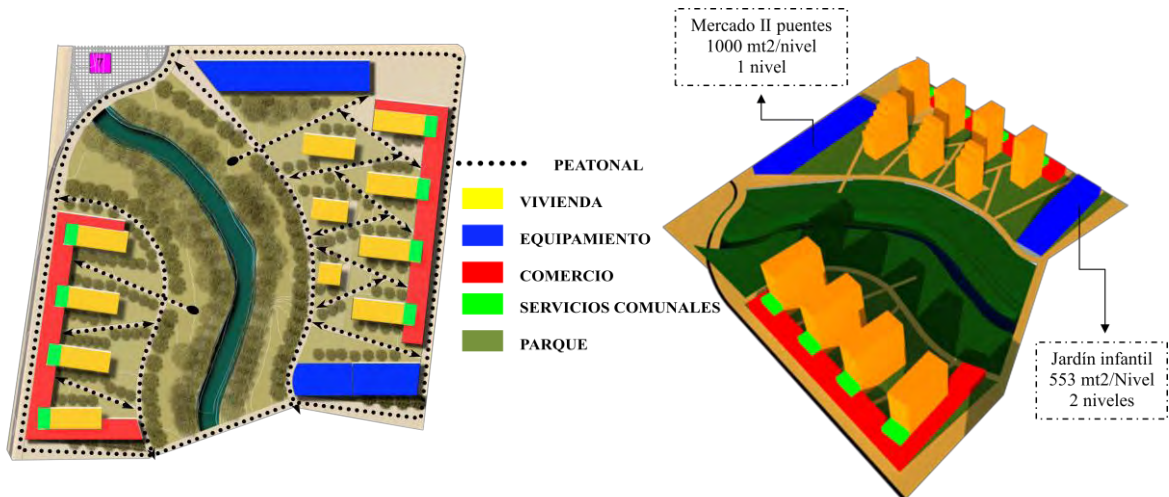 Mercado II puentes
1000 mt2/nivel
1 nivel
PEATONAL
VIVIENDA
EQUIPAMIENTO
COMERCIO
SERVICIOS COMUNALES
PARQUE
Jardín infantil
553 mt2/Nivel
2 niveles